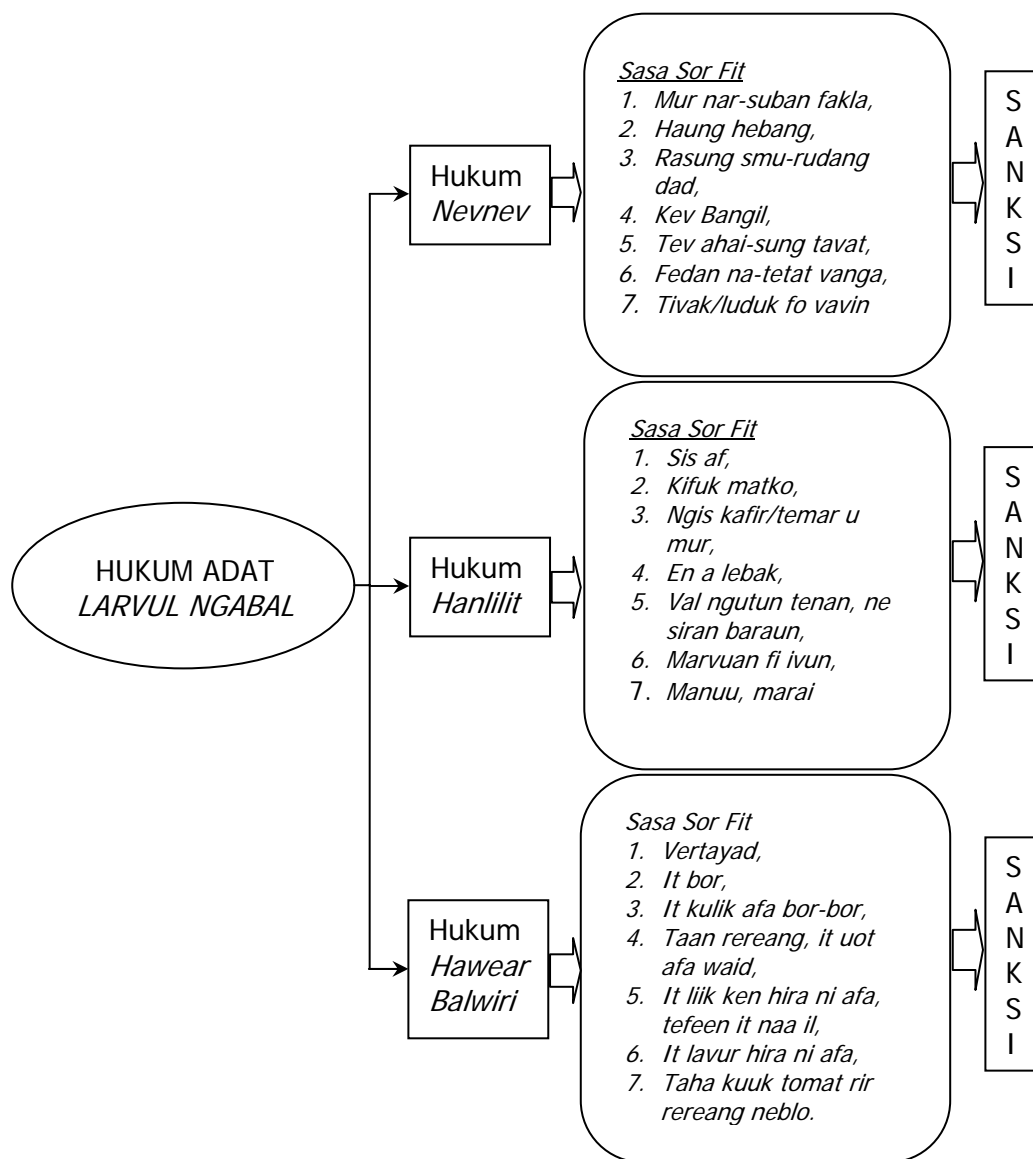 HUKUM ADAT
LARVUL NGABAL
Hukum
Nevnev
Sasa Sor Fit
1. Mur nar-suban fakla,
2. Haung hebang,
3. Rasung smu-rudang
dad,
4. Kev Bangil,
5. Tev ahai-sung tavat,
6. Fedan na-tetat vanga,
7. Tivak/luduk fo vavin
S
A
N
K
S
I
Hukum
Hanlilit
Sasa Sor Fit
1. Sis af,
2. Kifuk matko,
3. Ngis kafir/temar u
mur,
4. En a lebak,
5. Val ngutun tenan, ne
siran baraun,
6. Marvuan fi ivun,
7. Manuu, marai
S
A
N
K
S
I
Hukum
Hawear
Balwiri
Sasa Sor Fit
1. Vertayad,
2. It bor,
3. It kulik afa bor-bor,
4. Taan rereang, it uot
afa waid,
5. It liik ken hira ni afa,
tefeen it naa il,
6. It lavur hira ni afa,
7. Taha kuuk tomat rir
rereang neblo.
S
A
N
K
S
I